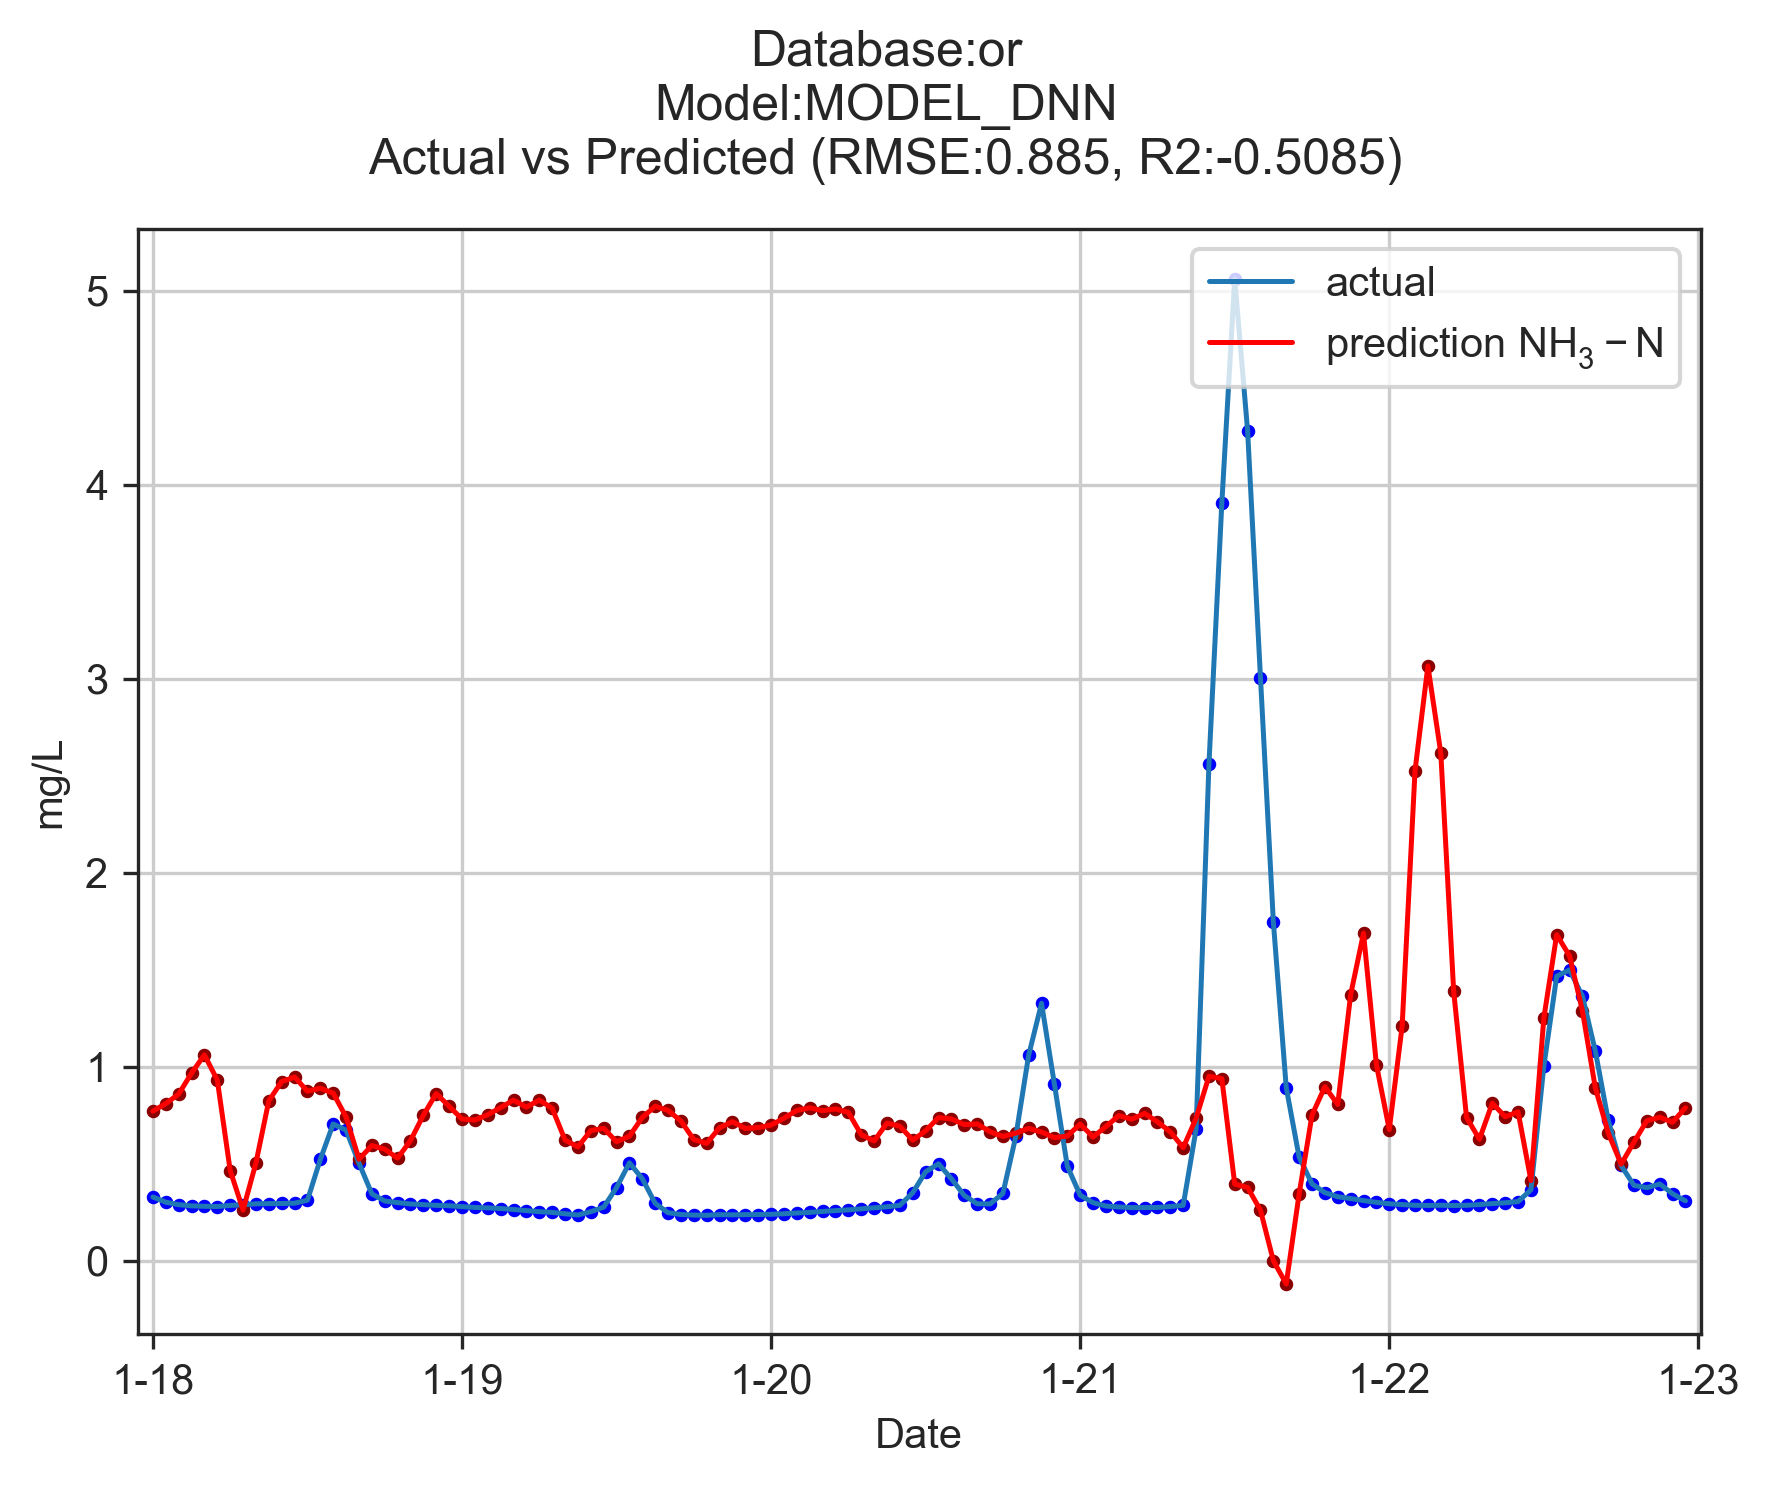 Database:or
Model:MODEL_DNN
Actual vs Predicted (RMSE:0.885, R2:-0.5085)
actual
prediction NH₃ − N
5
4
3
2
1
0
mg/L
1-18 1-19 1-20 1-21 1-22 1-23
Date